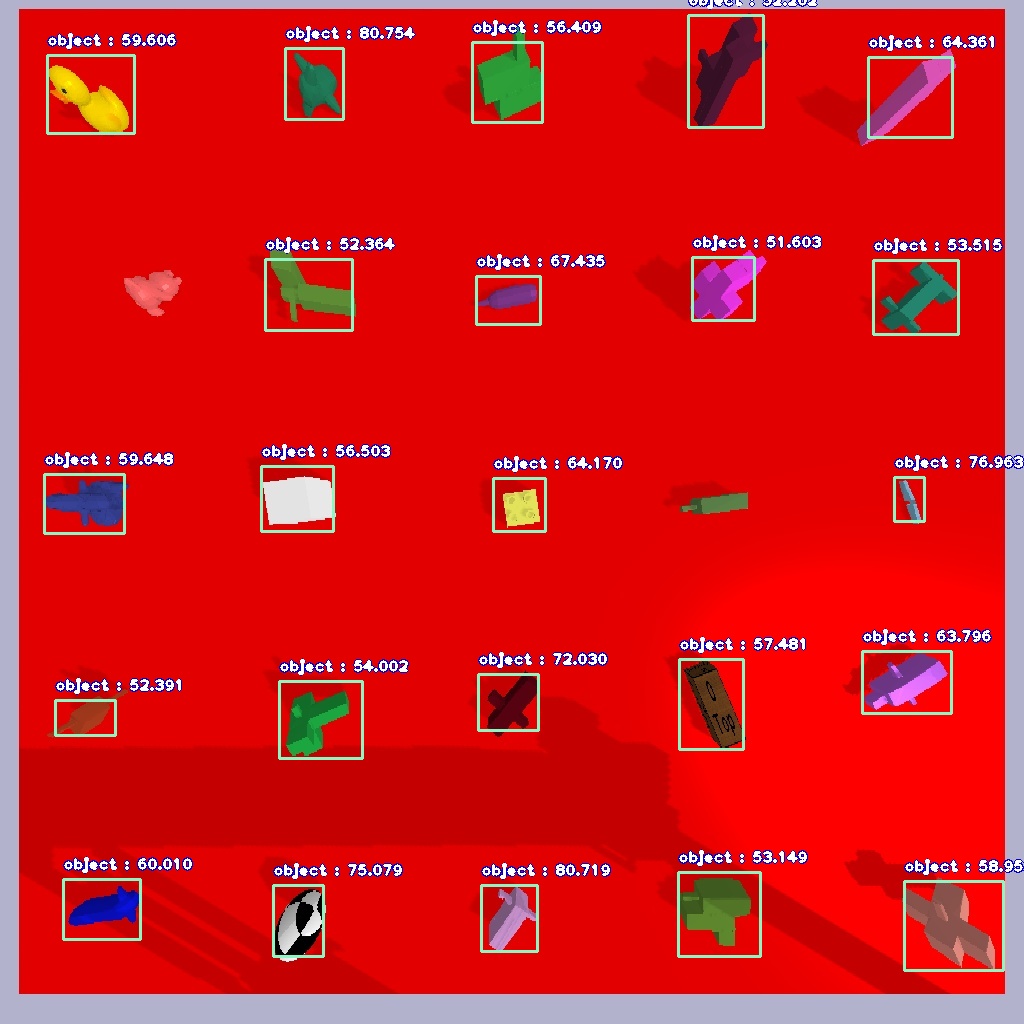 object : 59.606
object : 80.754
object : 56.409
object : 64.361
object : 52.364
object : 67.435
object : 51.603
object : 53.515
object : 59.648
object : 56.503
object : 64.170
object : 76.963
object : 52.391
object : 54.002
object : 72.030
object : 57.481
0
Top
object : 63.796
object : 60.010
object : 75.079
object : 80.719
object : 53.149
object : 58.95